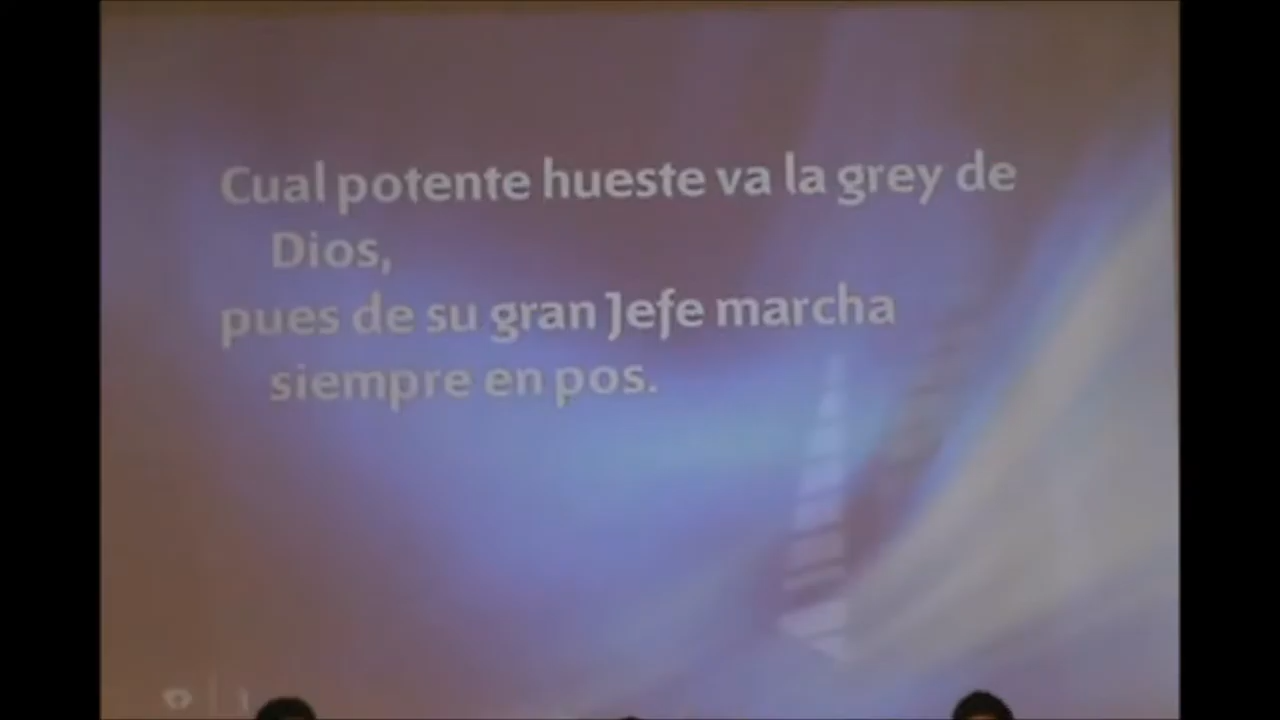 Cual potente hueste va la grey de
Dios,
pues de su gran Jefe marcha
siempre en pos.